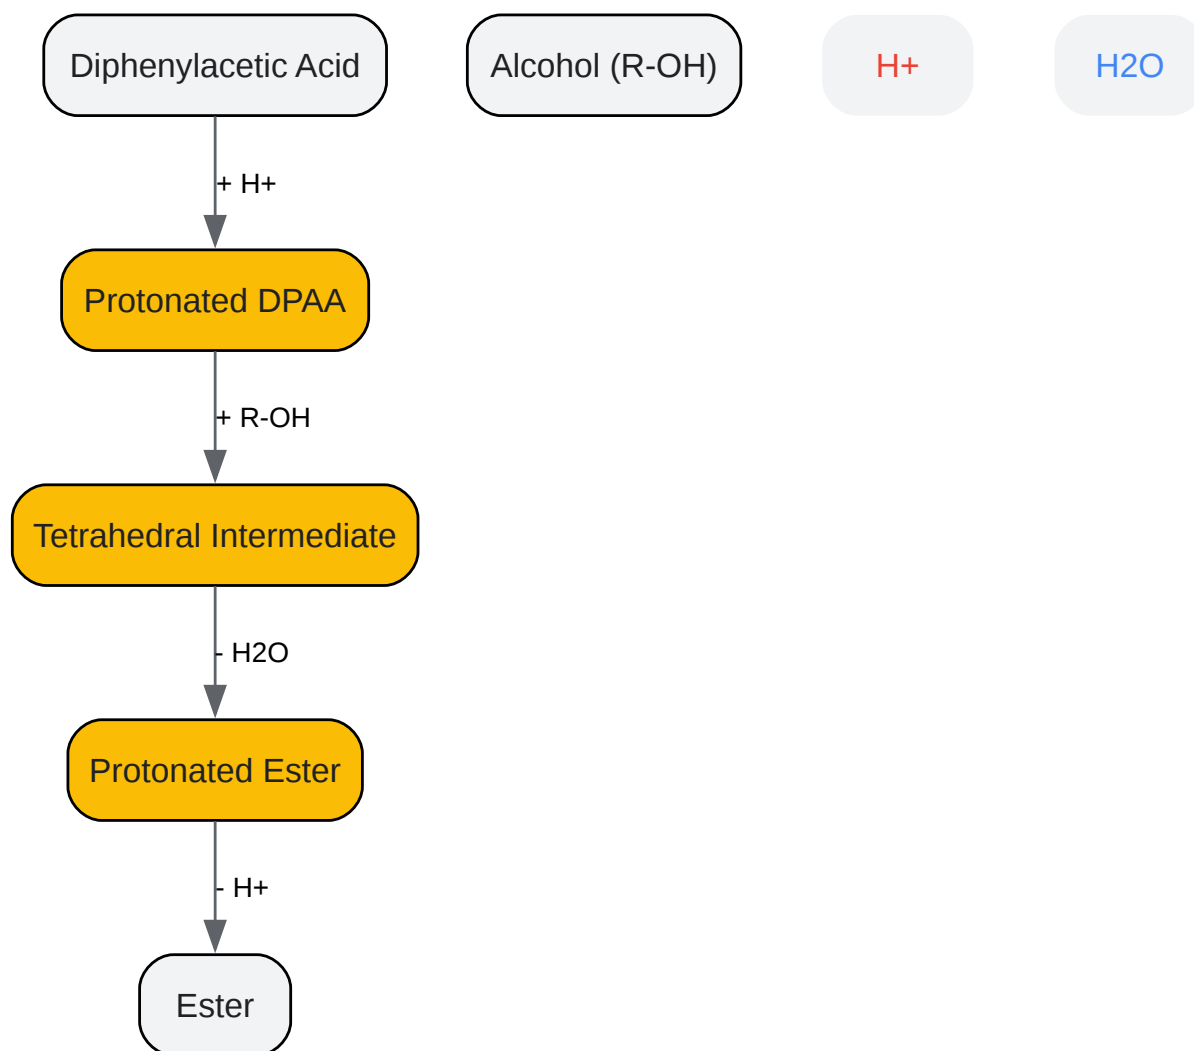 Diphenylacetic Acid
Alcohol (R-OH)
H+
H2O
+ H+
Protonated DPAA
+ R-OH
Tetrahedral Intermediate
- H2O
Protonated Ester
- H+
Ester